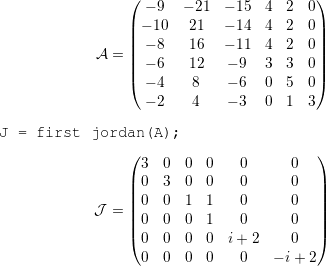 𝒜 = 
-9 -21 -15 4 2 0
-10 21 -14 4 2 0
-8 16 -11 4 2 0
-6 12 -9 3 3 0
-4 8 -6 0 5 0
-2 4 -3 0 1 3
J = first jordan(A);
𝒥 = 
3 0 0 0 0 0
0 3 0 0 0 0
0 0 1 1 0 0
0 0 0 1 0 0
0 0 0 0 i + 2 0
0 0 0 0 0 -i + 2